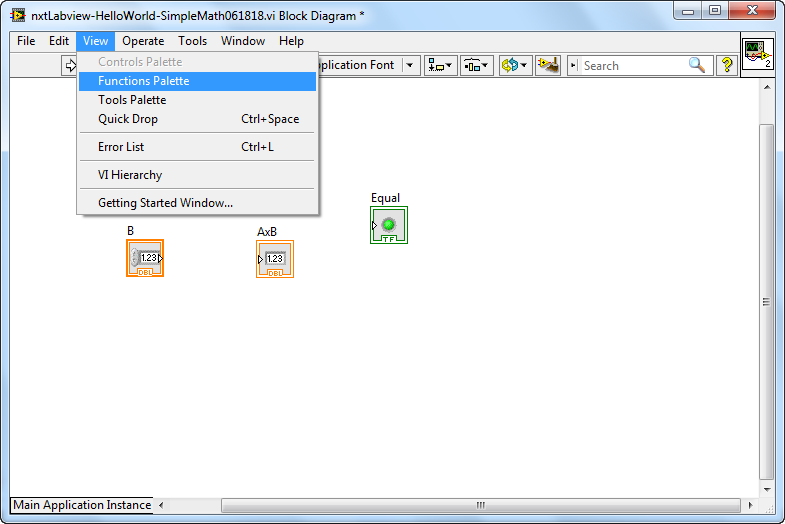 nxtLabview-HelloWorld-SimpleMath061818.vi Block Diagram *
File Edit View Operate Tools Window Help
plication Font
Search
?
2
Controls Palette
Functions Palette
Tools Palette
Quick Drop Ctrl+Space
Error List Ctrl+L
VI Hierarchy
Getting Started Window...
Equal
TF
B
AxB
1.23
DBL
1.23
DBL
Main Application Instance